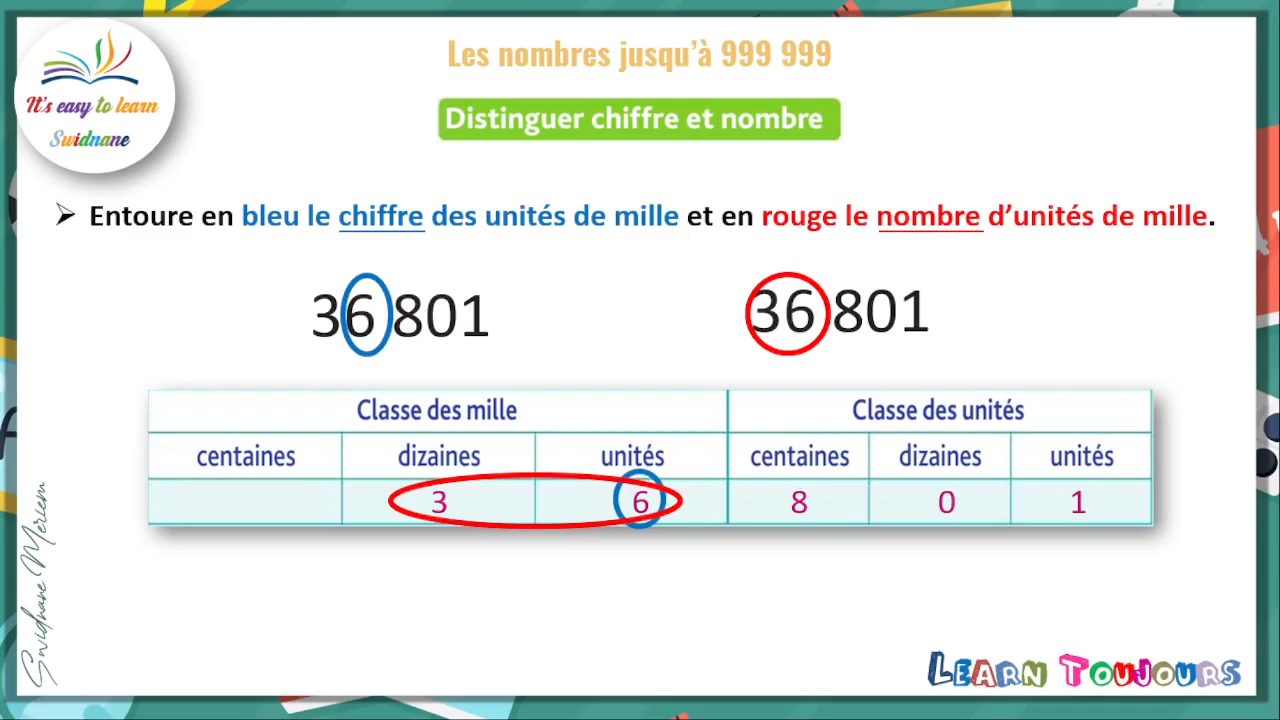 Les nombres jusqu'à 999 999
It's easy to learn
Swidnane
Distinguer chiffre et nombre
➢ Entoure en bleu le chiffre des unités de mille et en rouge le nombre d'unités de mille.
36 801
36 801
Classe des mille Classe des unités
centaines dizaines unités centaines dizaines unités
3 6 8 0 1
Swidnane Meriem
LEARN TOUJOURS